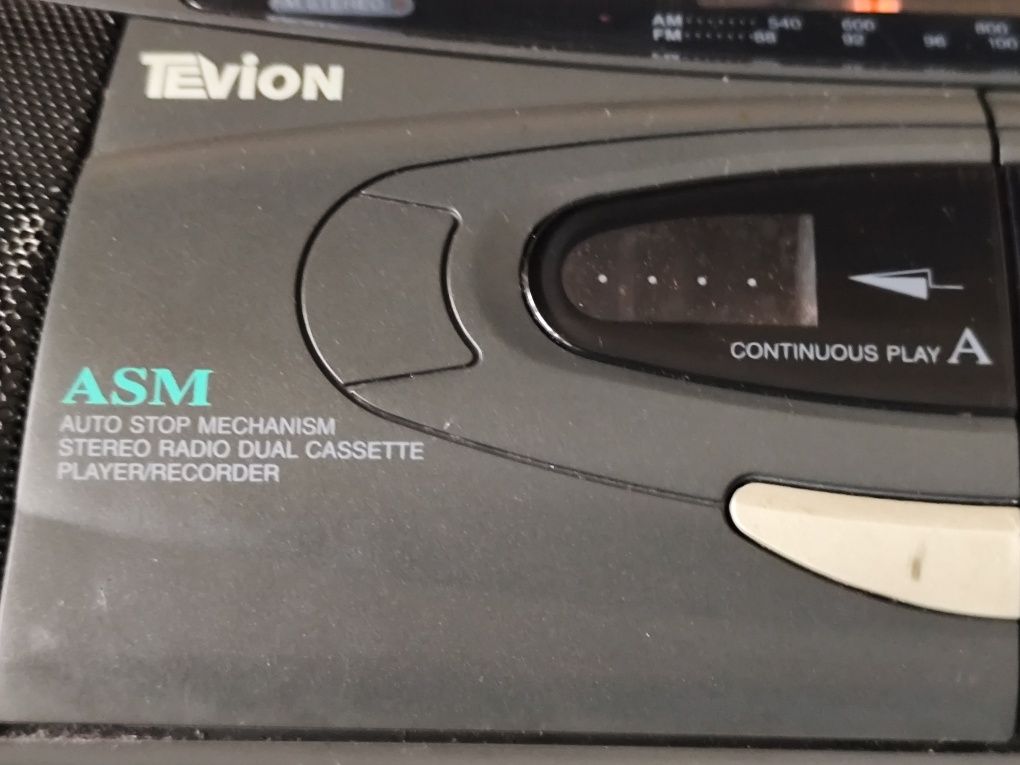 AM 540 600 800
FM 88 92 96 100
TEViON
CONTINUOUS PLAY A
ASM
AUTO STOP MECHANISM
STEREO RADIO DUAL CASSETTE
PLAYER/RECORDER